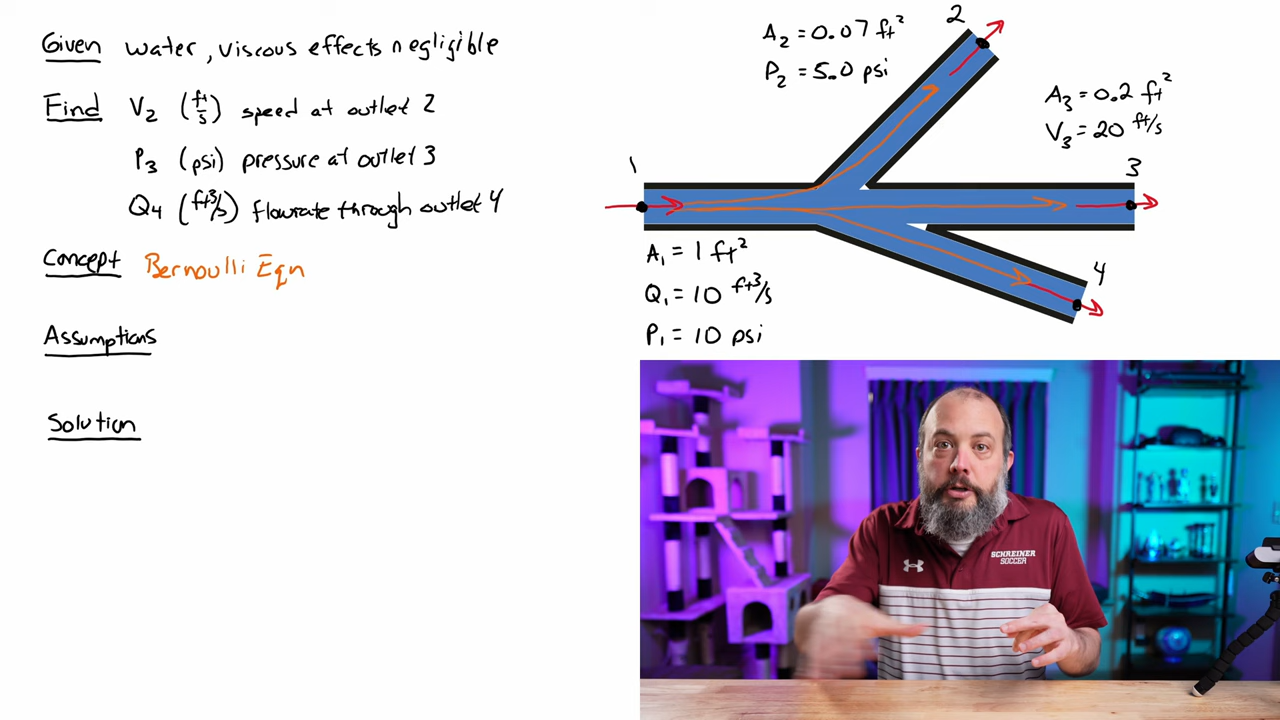 Given water, viscous effects negligible
Find V₂ (ft/s) speed at outlet 2
P₃ (psi) pressure at outlet 3
Q₄ (ft³/s) flowrate through outlet 4
Concept Bernoulli Eqn
Assumptions
Solution
A₂ = 0.07 ft²
P₂ = 5.0 psi
2
A₃ = 0.2 ft²
V₃ = 20 ft/s
1
3
4
A₁ = 1 ft²
Q₁ = 10 ft³/s
P₁ = 10 psi
SCHREINER
SOCCER